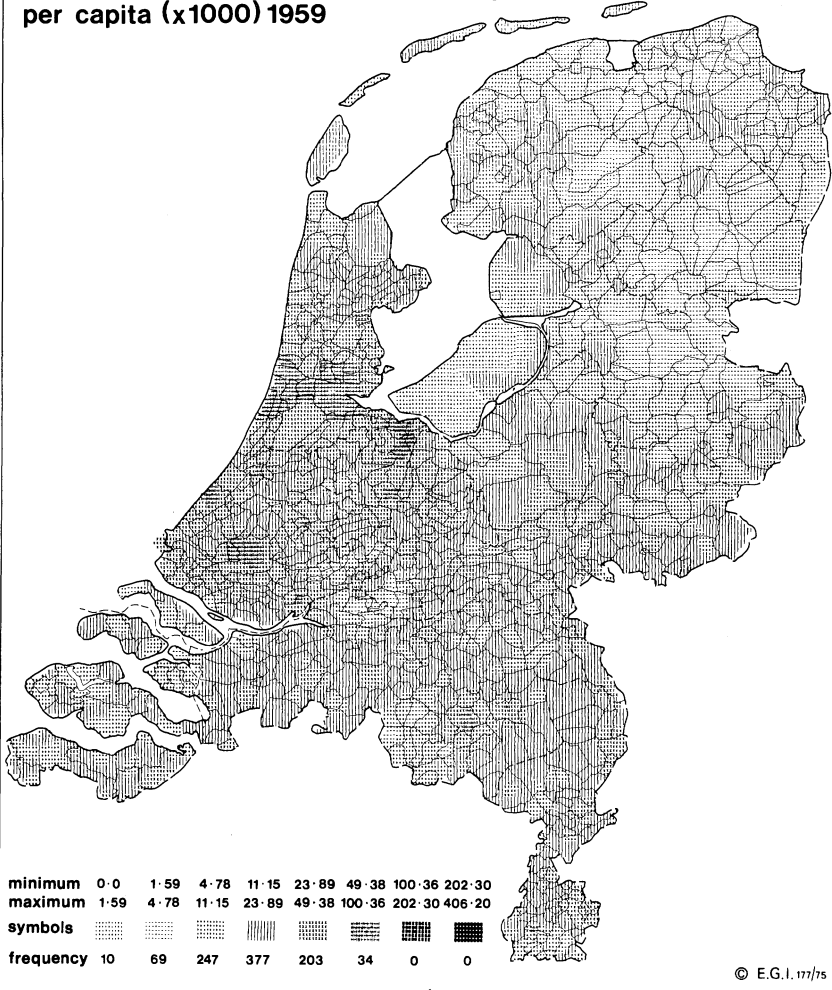 per capita (x1000) 1959
minimum 0·0 1·59 4·78 11·15 23·89 49·38 100·36 202·30
maximum 1·59 4·78 11·15 23·89 49·38 100·36 202·30 406·20
symbols
frequency 10 69 247 377 203 34 0 0
© E.G.I. 177/75